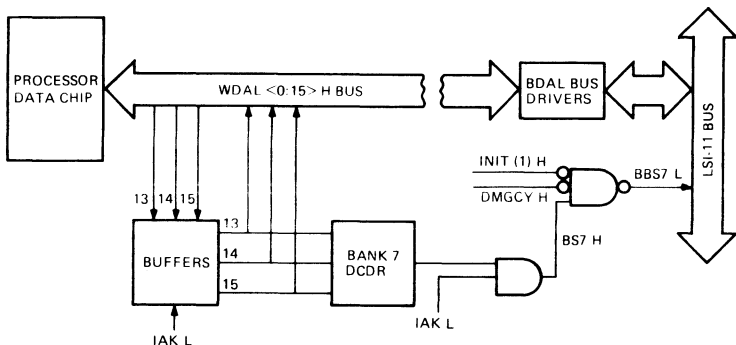 PROCESSOR
DATA CHIP
WDAL <0:15> H BUS
BDAL BUS
DRIVERS
LSI-11 BUS
INIT (1) H
DMGCY H
BBS7 L
13
14
15
13
14
15
BUFFERS
BANK 7
DCDR
BS7 H
IAK L
IAK L